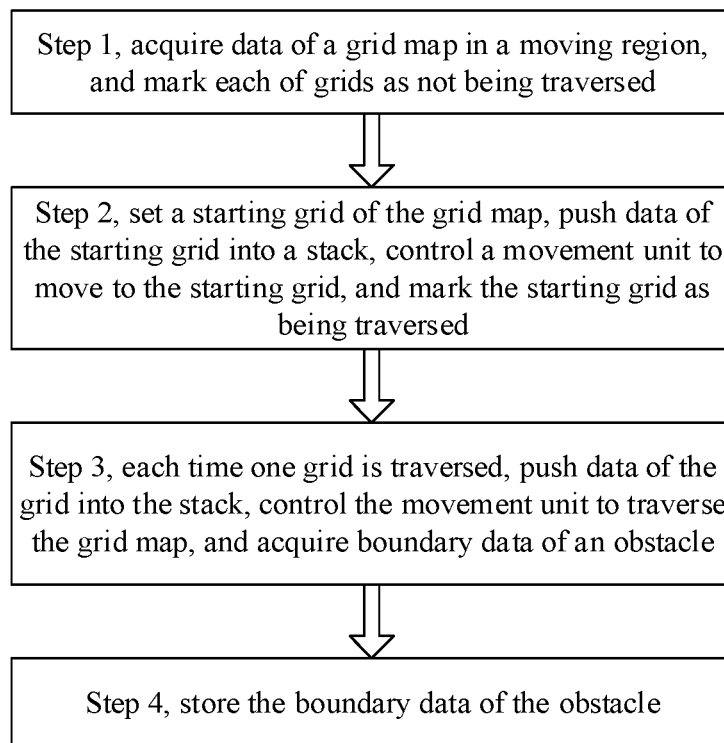 Step 1, acquire data of a grid map in a moving region,
and mark each of grids as not being traversed
Step 2, set a starting grid of the grid map, push data of
the starting grid into a stack, control a movement unit to
move to the starting grid, and mark the starting grid as
being traversed
Step 3, each time one grid is traversed, push data of the
grid into the stack, control the movement unit to traverse
the grid map, and acquire boundary data of an obstacle
Step 4, store the boundary data of the obstacle